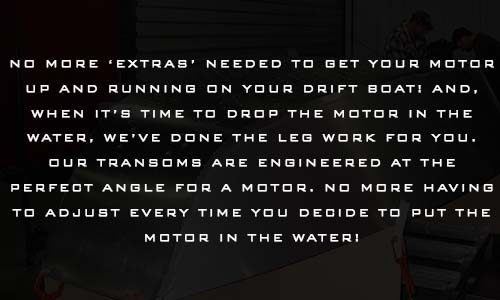 NO MORE ‘EXTRAS’ NEEDED TO GET YOUR MOTOR
UP AND RUNNING ON YOUR DRIFT BOAT! AND,
WHEN IT’S TIME TO DROP THE MOTOR IN THE
WATER, WE’VE DONE THE LEG WORK FOR YOU.
OUR TRANSOMS ARE ENGINEERED AT THE
PERFECT ANGLE FOR A MOTOR. NO MORE HAVING
TO ADJUST EVERY TIME YOU DECIDE TO PUT THE
MOTOR IN THE WATER!